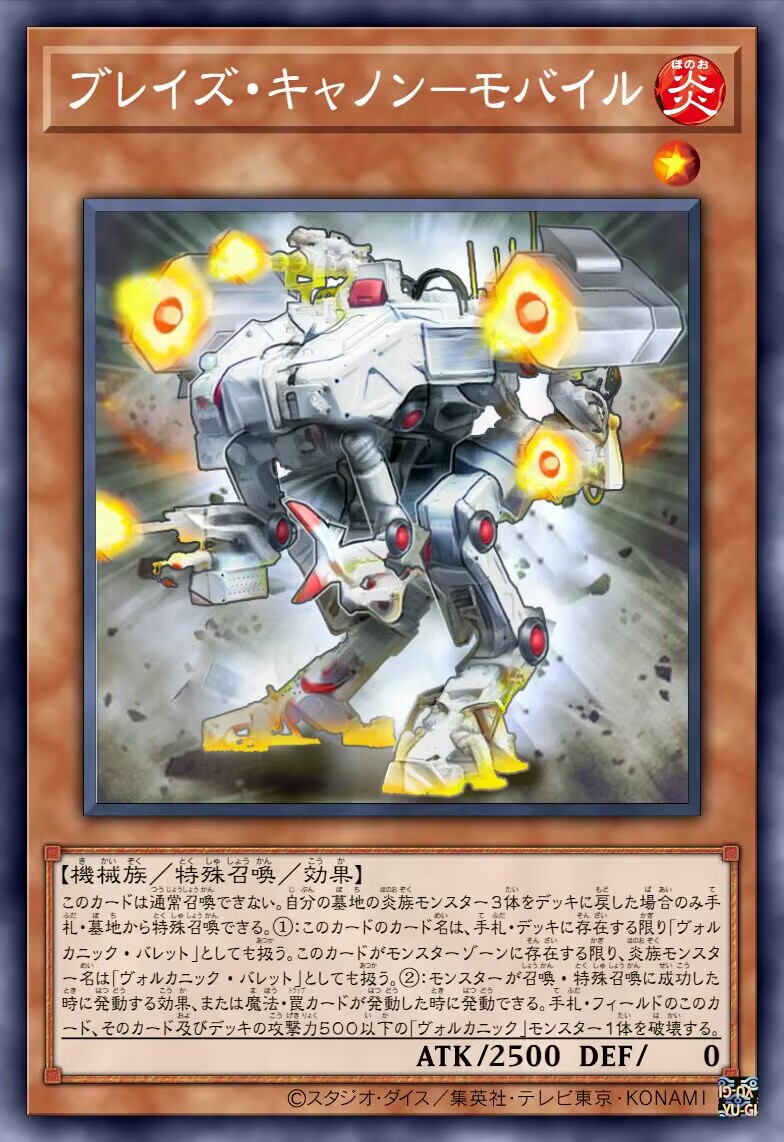 ブレイズ・キャノンーモバイル
ほのお
炎
【機械族／特殊召喚／効果】
このカードは通常召喚できない。自分の墓地の炎族モンスター３体をデッキに戻した場合のみ手
札・墓地から特殊召喚できる。①：このカードのカード名は、手札・デッキに存在する限り「ヴォル
カニック・バレット」としても扱う。このカードがモンスターゾーンに存在する限り、炎族モンスタ
ー名は「ヴォルカニック・バレット」としても扱う。②：モンスターが召喚・特殊召喚に成功した
時に発動する効果、または魔法・罠カードが発動した時に発動できる。手札・フィールドのこのカ
ード、そのカード及びデッキの攻撃力500以下の「ヴォルカニック」モンスター１体を破壊する。
ATK/2500 DEF/ 0
©スタジオ・ダイス／集英社・テレビ東京・KONAMI